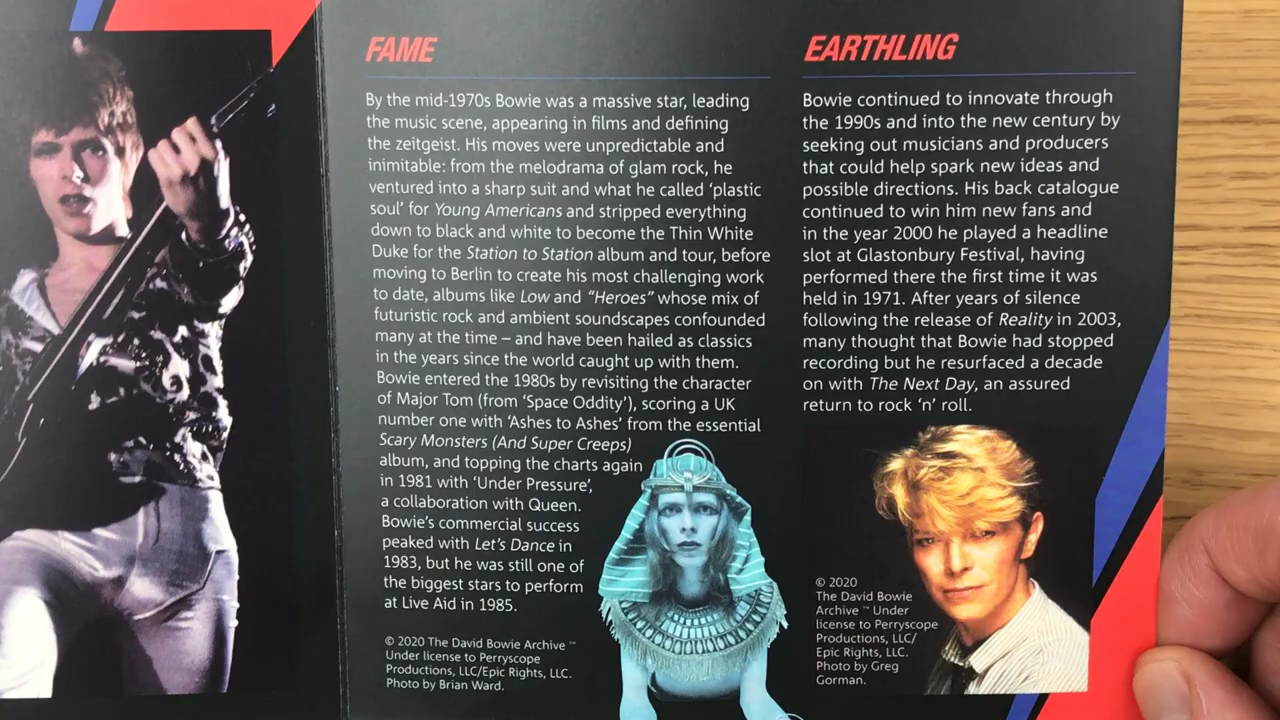 FAME
By the mid-1970s Bowie was a massive star, leading
the music scene, appearing in films and defining
the zeitgeist. His moves were unpredictable and
inimitable: from the melodrama of glam rock, he
ventured into a sharp suit and what he called ‘plastic
soul’ for Young Americans and stripped everything
down to black and white to become the Thin White
Duke for the Station to Station album and tour, before
moving to Berlin to create his most challenging work
to date, albums like Low and “Heroes” whose mix of
futuristic rock and ambient soundscapes confounded
many at the time – and have been hailed as classics
in the years since the world caught up with them.
Bowie entered the 1980s by revisiting the character
of Major Tom (from ‘Space Oddity’), scoring a UK
number one with ‘Ashes to Ashes’ from the essential
Scary Monsters (And Super Creeps)
album, and topping the charts again
in 1981 with ‘Under Pressure’,
a collaboration with Queen.
Bowie’s commercial success
peaked with Let’s Dance in
1983, but he was still one of
the biggest stars to perform
at Live Aid in 1985.
© 2020 The David Bowie Archive ™
Under license to Perryscope
Productions, LLC/Epic Rights, LLC.
Photo by Brian Ward.
EARTHLING
Bowie continued to innovate through
the 1990s and into the new century by
seeking out musicians and producers
that could help spark new ideas and
possible directions. His back catalogue
continued to win him new fans and
in the year 2000 he played a headline
slot at Glastonbury Festival, having
performed there the first time it was
held in 1971. After years of silence
following the release of Reality in 2003,
many thought that Bowie had stopped
recording but he resurfaced a decade
on with The Next Day, an assured
return to rock ‘n’ roll.
© 2020
The David Bowie
Archive ™ Under
license to Perryscope
Productions, LLC/
Epic Rights, LLC.
Photo by Greg
Gorman.